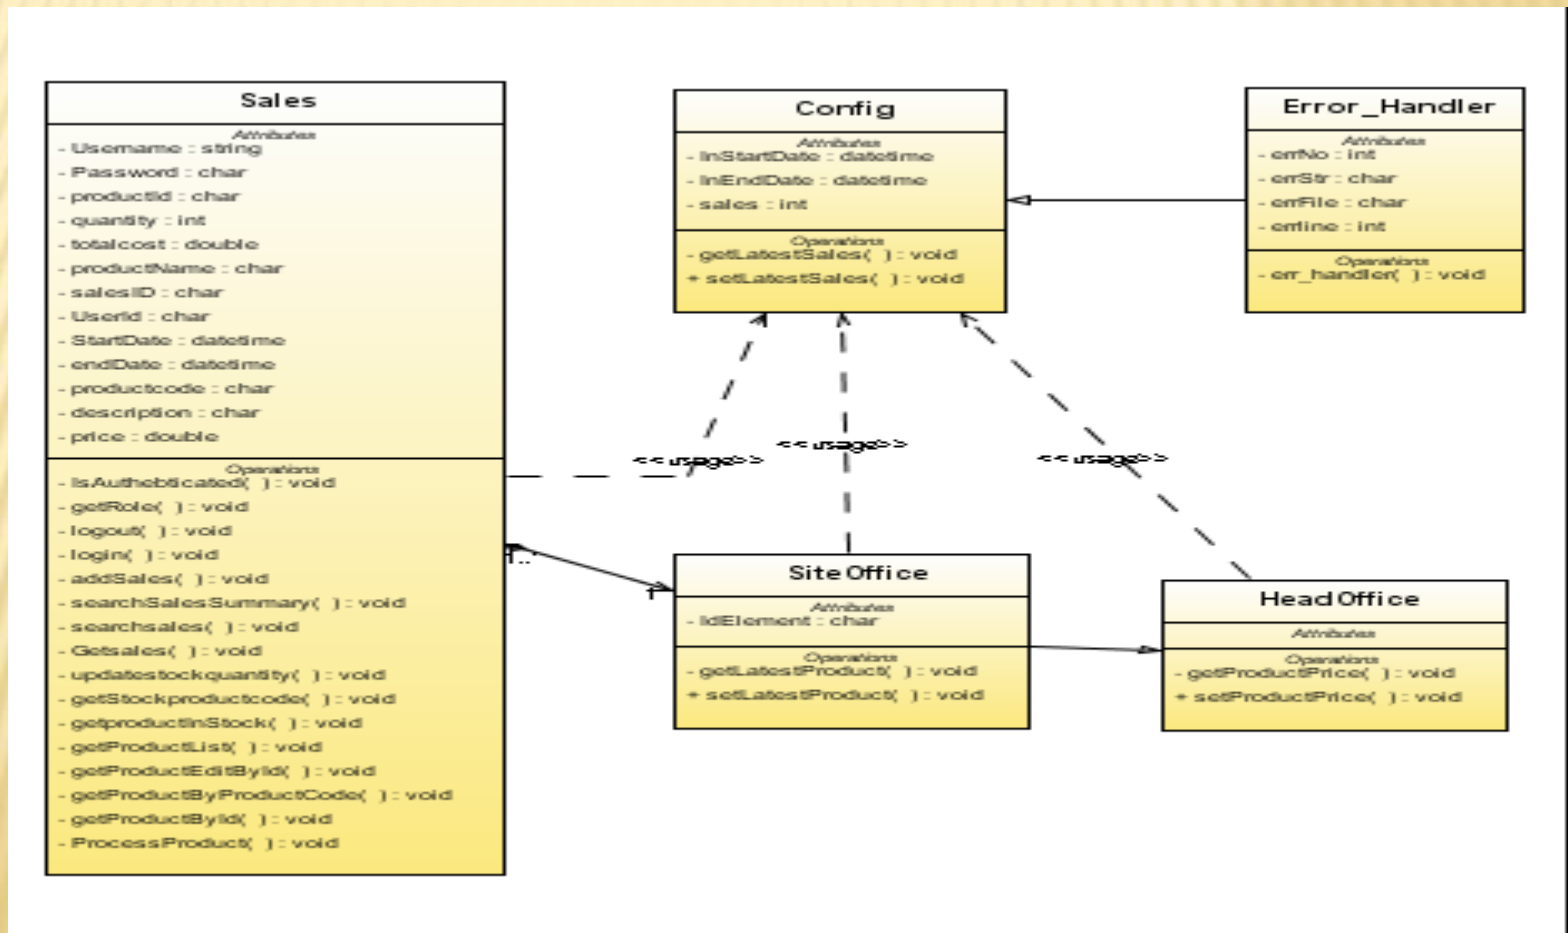 Sales
Attributes
- Username : string
- Password : char
- productId : char
- quantity : int
- totalcost : double
- productName : char
- salesID : char
- UserId : char
- StartDate : datetime
- endDate : datetime
- productcode : char
- description : char
- price : double
Operations
- IsAuthebticated( ) : void
- getRole( ) : void
- logout( ) : void
- login( ) : void
- addSales( ) : void
- searchSalesSummary( ) : void
- searchsales( ) : void
- Getsales( ) : void
- updatestockquantity( ) : void
- getStockproductcode( ) : void
- getproductInStock( ) : void
- getProductList( ) : void
- getProductEditById( ) : void
- getProductByProductCode( ) : void
- getProductById( ) : void
- ProcessProduct( ) : void
Config
Attributes
- InStartDate : datetime
- InEndDate : datetime
- sales : int
Operations
- getLatestSales( ) : void
+ setLatestSales( ) : void
Error_Handler
Attributes
- errNo : int
- errStr : char
- errFile : char
- errline : int
Operations
- err_handler( ) : void
<<usage>>
<<usage>>
<<usage>>
SiteOffice
Attributes
- IdElement : char
Operations
- getLatestProduct( ) : void
+ setLatestProduct( ) : void
HeadOffice
Attributes
Operations
- getProductPrice( ) : void
+ setProductPrice( ) : void